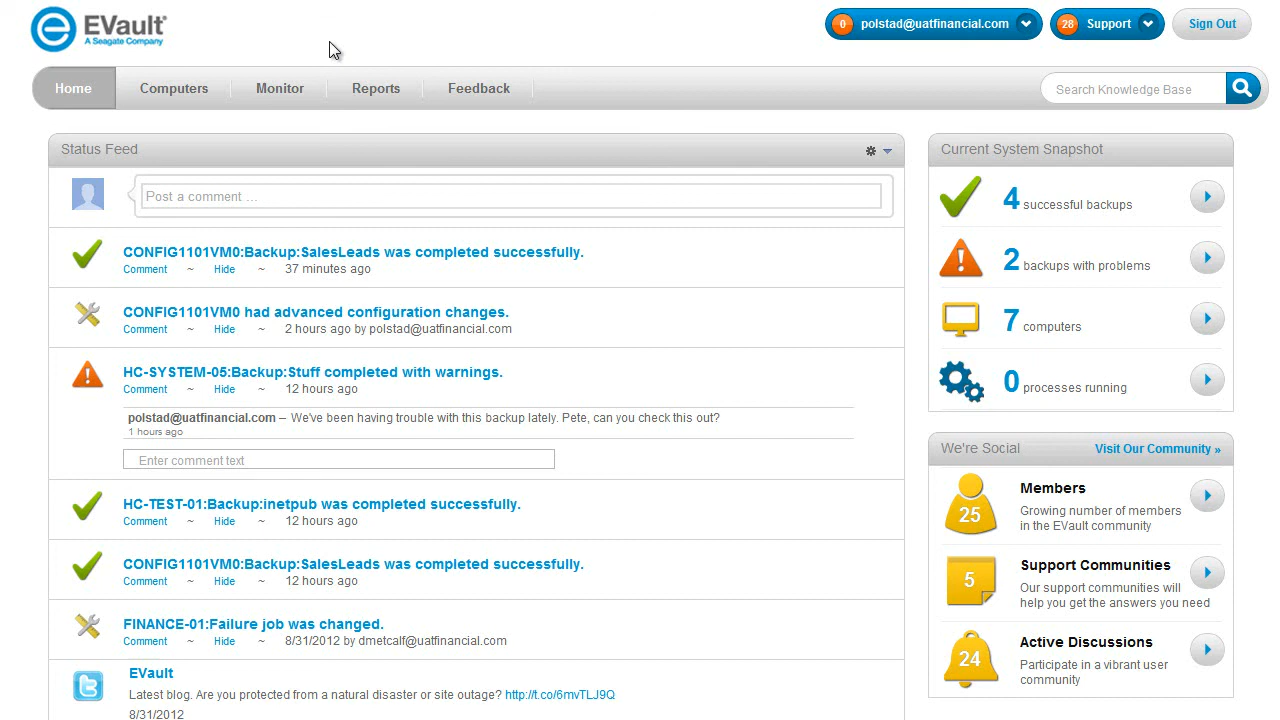 EVault®
A Seagate Company
0 polstad@uatfinancial.com
28 Support
Sign Out
Home Computers Monitor Reports Feedback
Search Knowledge Base
Status Feed
Post a comment ...
CONFIG1101VM0:Backup:SalesLeads was completed successfully.
Comment ~ Hide ~ 37 minutes ago
CONFIG1101VM0 had advanced configuration changes.
Comment ~ Hide ~ 2 hours ago by polstad@uatfinancial.com
HC-SYSTEM-05:Backup:Stuff completed with warnings.
Comment ~ Hide ~ 12 hours ago
polstad@uatfinancial.com – We've been having trouble with this backup lately. Pete, can you check this out?
1 hours ago
Enter comment text
HC-TEST-01:Backup:inetpub was completed successfully.
Comment ~ Hide ~ 12 hours ago
CONFIG1101VM0:Backup:SalesLeads was completed successfully.
Comment ~ Hide ~ 12 hours ago
FINANCE-01:Failure job was changed.
Comment ~ Hide ~ 8/31/2012 by dmetcalf@uatfinancial.com
EVault
Latest blog. Are you protected from a natural disaster or site outage? http://t.co/6mvTLJ9Q
8/31/2012
Current System Snapshot
4 successful backups
2 backups with problems
7 computers
0 processes running
We're Social
Visit Our Community »
25
Members
Growing number of members
in the EVault community
5
Support Communities
Our support communities will
help you get the answers you need
24
Active Discussions
Participate in a vibrant user
community